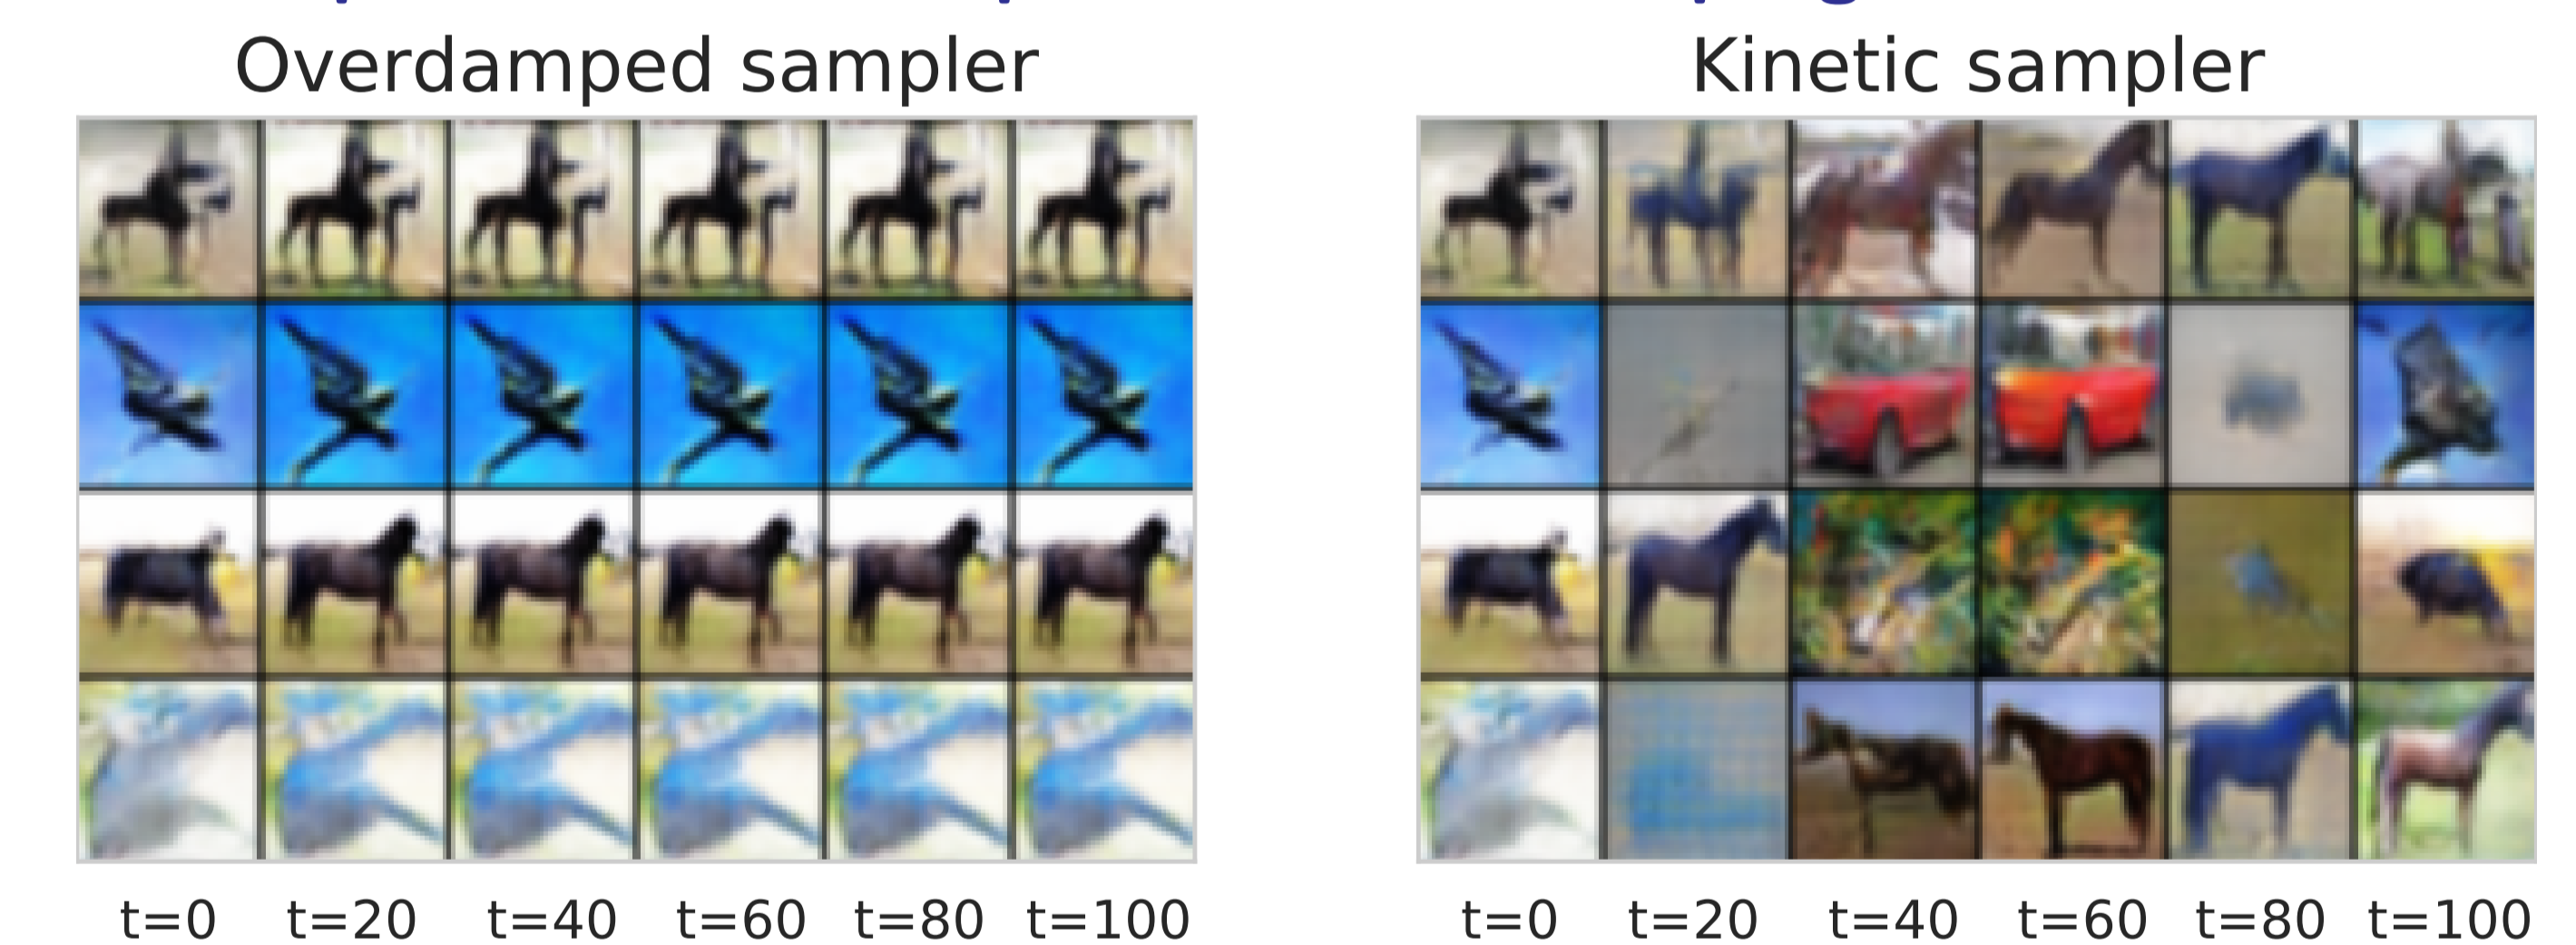 Overdamped sampler
Kinetic sampler
t=0 t=20 t=40 t=60 t=80 t=100
t=0 t=20 t=40 t=60 t=80 t=100